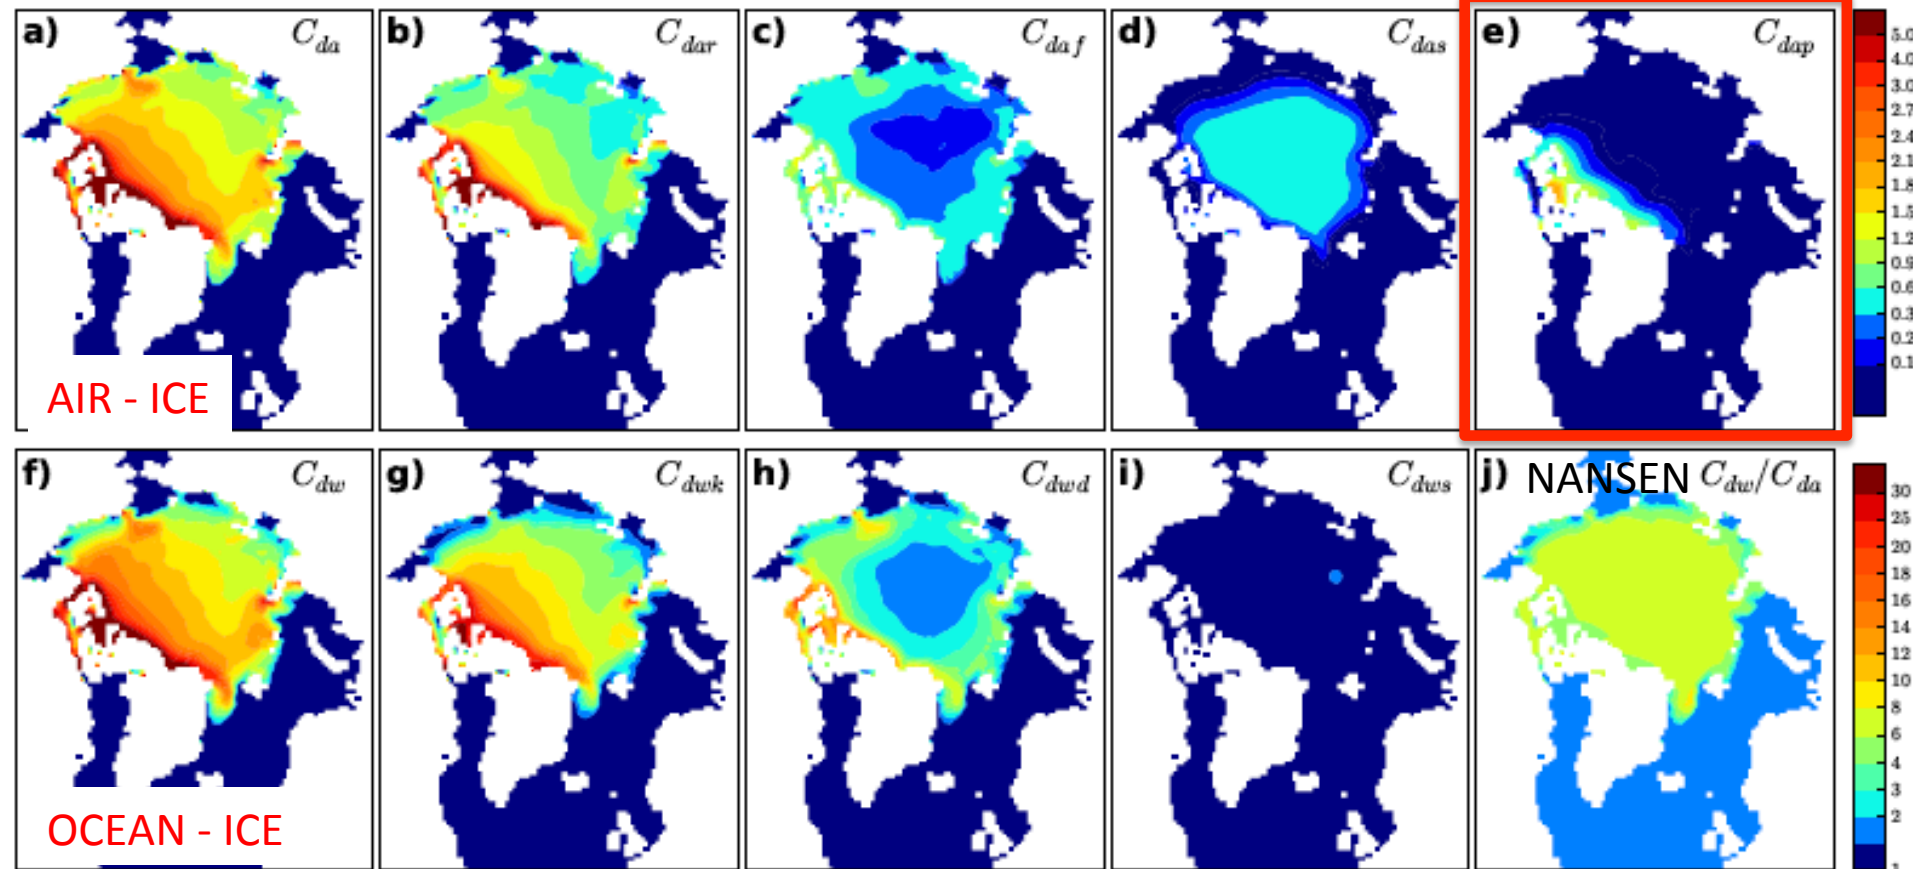 a) C_da
b) C_dar
c) C_daf
d) C_das
e) C_dap
5.0
4.0
3.0
2.7
2.4
2.1
1.8
1.5
1.2
0.9
0.6
0.3
0.2
0.1
AIR - ICE
f) C_dw
g) C_dwk
h) C_dwd
i) C_dws
j) NANSEN C_dw/C_da
30
25
20
18
16
14
12
10
8
6
4
3
2
OCEAN - ICE